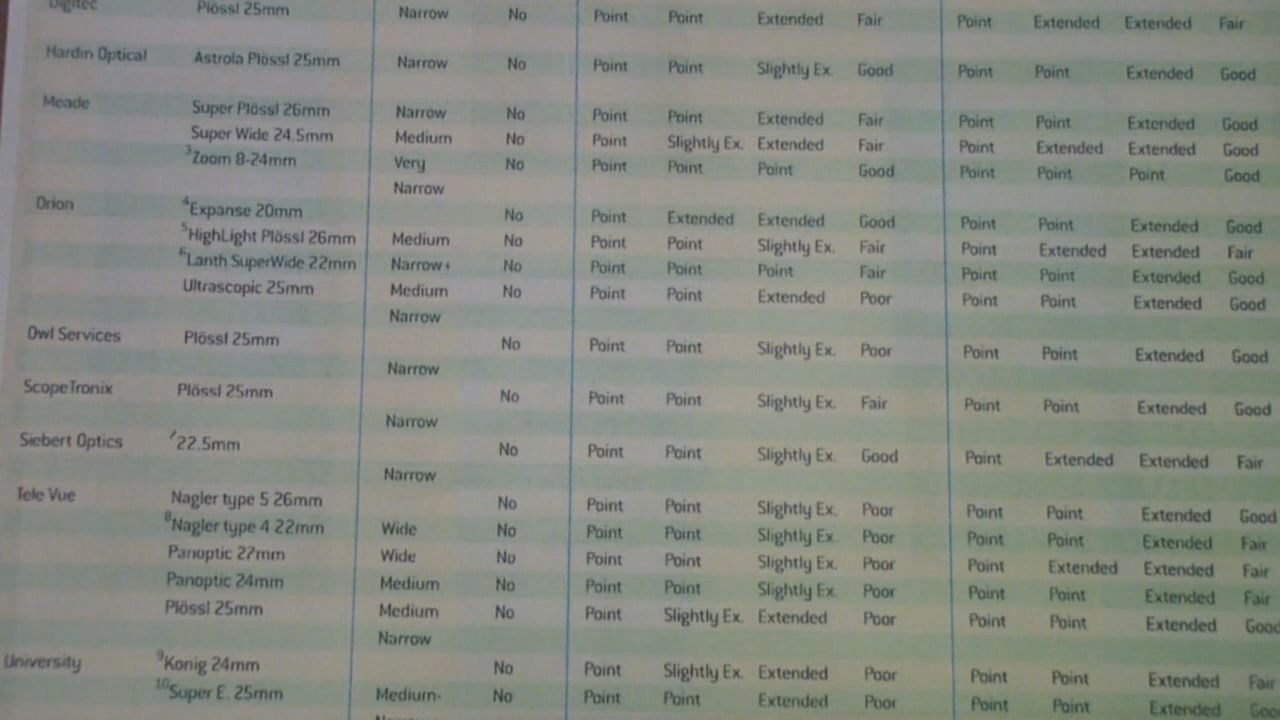 Digitec Plössl 25mm Narrow No Point Point Extended Fair Point Extended Extended Fair
Hardin Optical Astrola Plössl 25mm Narrow No Point Point Slightly Ex. Good Point Point Extended Good
Meade Super Plössl 26mm Narrow No Point Point Extended Fair Point Point Extended Good
Super Wide 24.5mm Medium No Point Slightly Ex. Extended Fair Point Extended Extended Good
3Zoom 8-24mm Very No Point Point Point Good Point Point Point Good
Narrow
Orion 4Expanse 20mm No Point Extended Extended Good Point Point Extended Good
5HighLight Plössl 26mm Medium No Point Point Slightly Ex. Fair Point Extended Extended Fair
6Lanth SuperWide 22mm Narrow+ No Point Point Point Fair Point Point Extended Good
Ultrascopic 25mm Medium No Point Point Extended Poor Point Point Extended Good
Narrow
Owl Services Plössl 25mm No Point Point Slightly Ex. Poor Point Point Extended Good
Narrow
ScopeTronix Plössl 25mm No Point Point Slightly Ex. Fair Point Point Extended Good
Narrow
Siebert Optics 722.5mm No Point Point Slightly Ex. Good Point Extended Extended Fair
Narrow
Tele Vue Nagler type 5 26mm No Point Point Slightly Ex. Poor Point Point Extended Good
8Nagler type 4 22mm Wide No Point Point Slightly Ex. Poor Point Point Extended Fair
Panoptic 27mm Wide No Point Point Slightly Ex. Poor Point Extended Extended Fair
Panoptic 24mm Medium No Point Point Slightly Ex. Poor Point Point Extended Fair
Plössl 25mm Medium No Point Slightly Ex. Extended Poor Point Point Extended Good
Narrow
University 9Konig 24mm No Point Slightly Ex. Extended Poor Point Point Extended Fair
10Super E. 25mm Medium- No Point Point Extended Poor Point Point Extended Goo